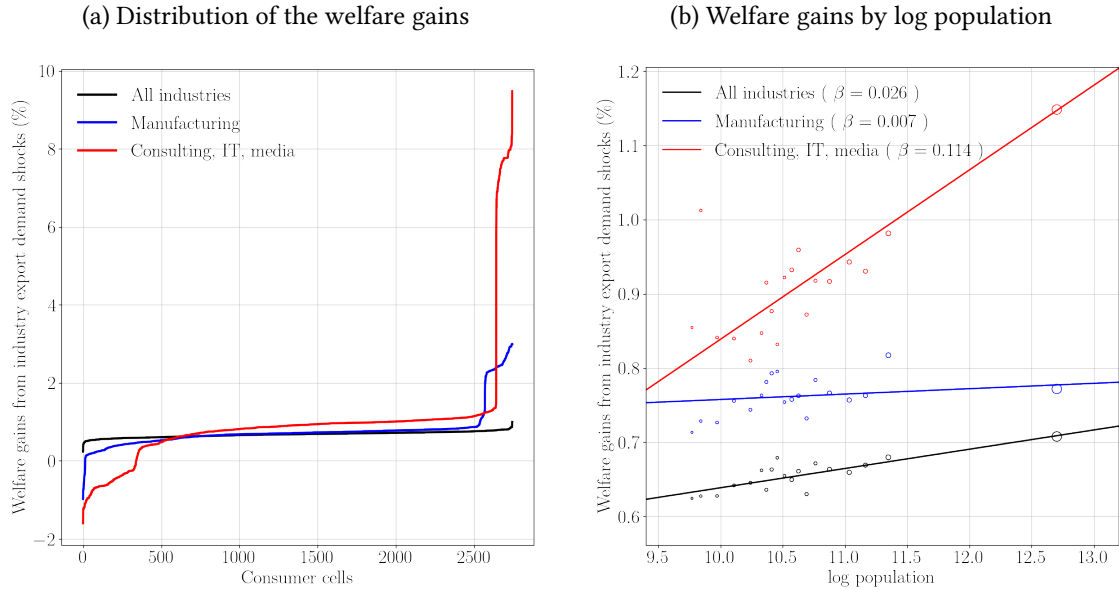 (a) Distribution of the welfare gains
Welfare gains from industry export demand shocks (%)
10
8
6
4
2
0
−2
All industries
Manufacturing
Consulting, IT, media
0
500
1000
1500
2000
2500
Consumer cells
(b) Welfare gains by log population
Welfare gains from industry export demand shocks (%)
1.2
1.1
1.0
0.9
0.8
0.7
0.6
All industries ( β = 0.026 )
Manufacturing ( β = 0.007 )
Consulting, IT, media ( β = 0.114 )
9.5
10.0
10.5
11.0
11.5
12.0
12.5
13.0
log population